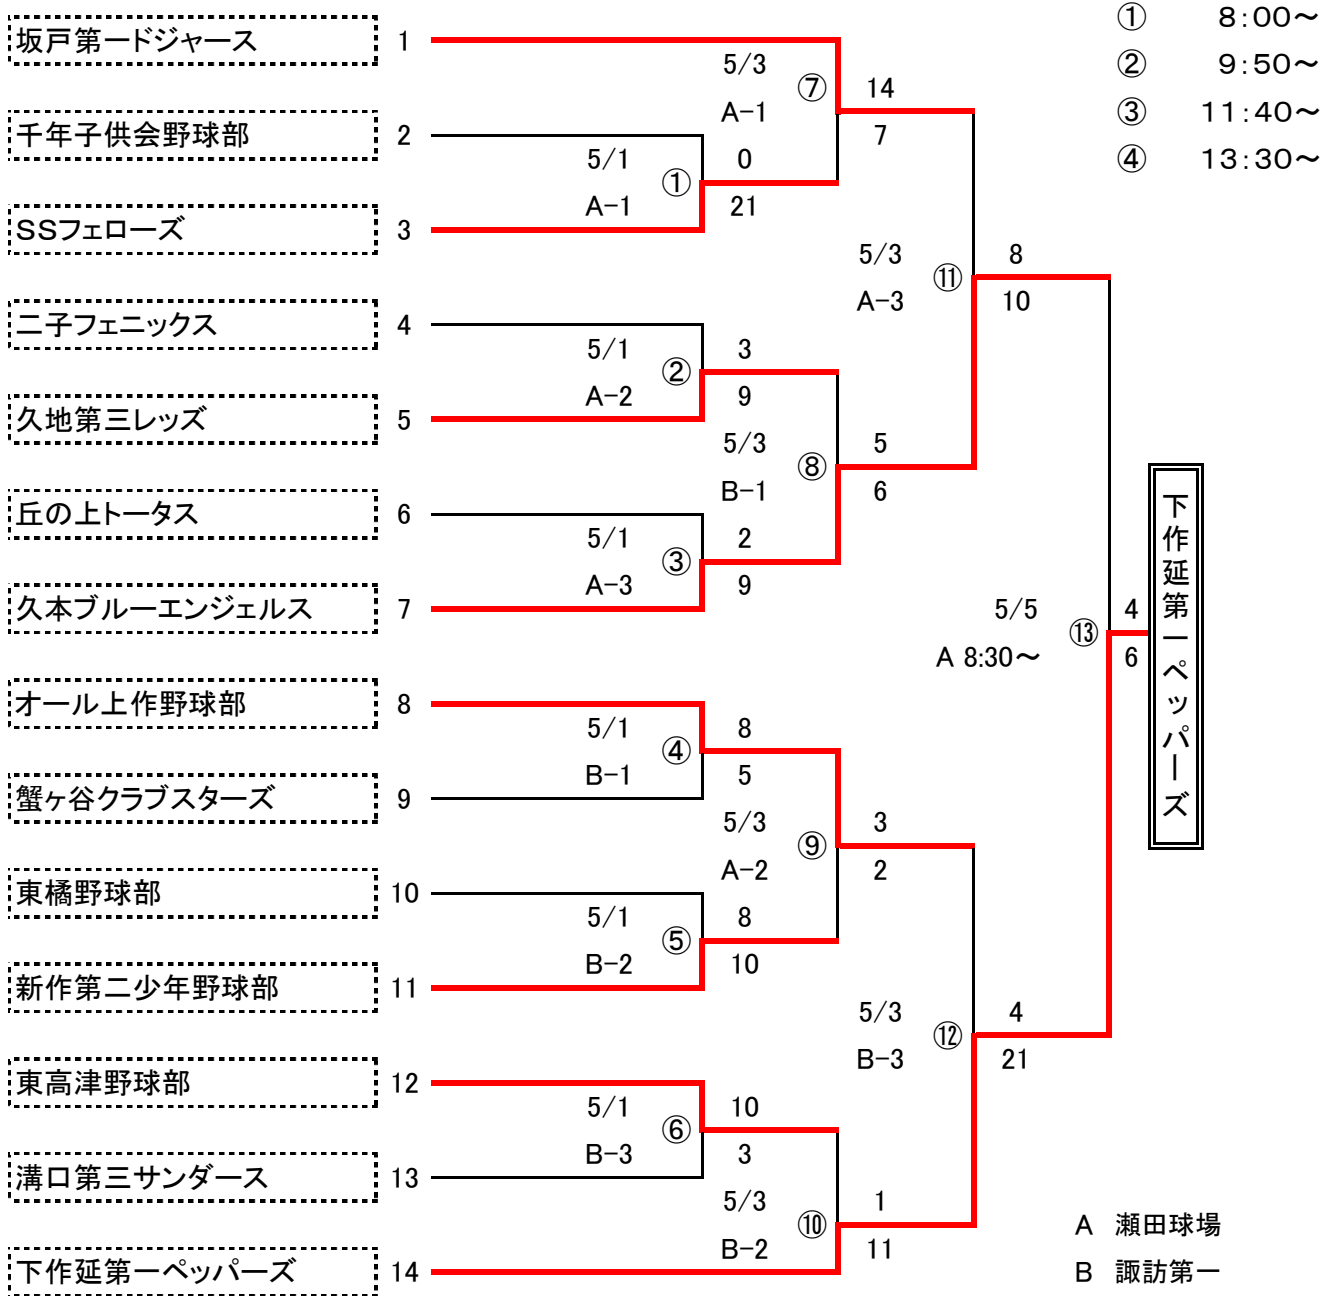 ① 8:00～
坂戸第一ドジャース 1
5/3
② 9:50～
⑦ 14
A-1
③ 11:40～
千年子供会野球部 2
7
5/1
0
④ 13:30～
①
A-1
21
SSフェローズ 3
5/3
8
⑪
A-3
10
二子フェニックス 4
5/1
3
②
A-2
9
久地第三レッズ 5
5/3
5
⑧
B-1
6
丘の上トータス 6
5/1
2
③
A-3
9
久本ブルーエンジェルス 7
5/5
4
⑬
A 8:30～
6
下作延第一ペッパーズ
オール上作野球部 8
5/1
8
④
B-1
5
蟹ヶ谷クラブスターズ 9
5/3
3
⑨
A-2
2
東橘野球部 10
5/1
8
⑤
B-2
10
新作第二少年野球部 11
5/3
4
⑫
B-3
21
東高津野球部 12
5/1
10
⑥
B-3
3
溝口第三サンダース 13
5/3
1
⑩
B-2
11
A 瀬田球場
下作延第一ペッパーズ 14
B 諏訪第一